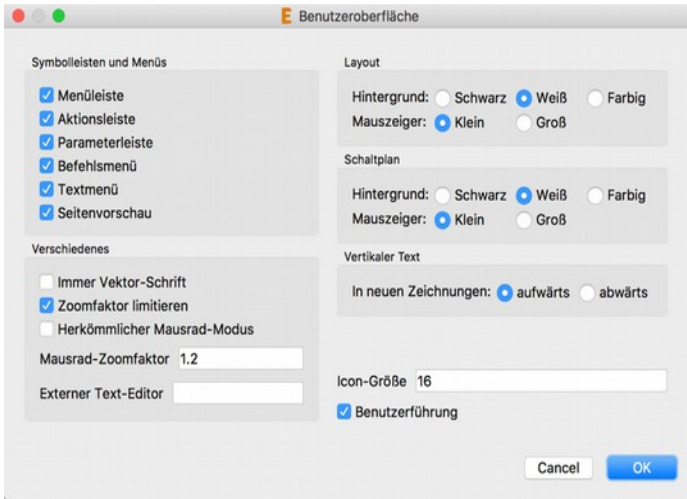 E Benutzeroberfläche
Symbolleisten und Menüs
Menüleiste
Aktionsleiste
Parameterleiste
Befehlsmenü
Textmenü
Seitenvorschau
Verschiedenes
Immer Vektor-Schrift
Zoomfaktor limitieren
Herkömmlicher Mausrad-Modus
Mausrad-Zoomfaktor 1.2
Externer Text-Editor
Layout
Hintergrund: Schwarz Weiß Farbig
Mauszeiger: Klein Groß
Schaltplan
Hintergrund: Schwarz Weiß Farbig
Mauszeiger: Klein Groß
Vertikaler Text
In neuen Zeichnungen: aufwärts abwärts
Icon-Größe 16
Benutzerführung
Cancel OK